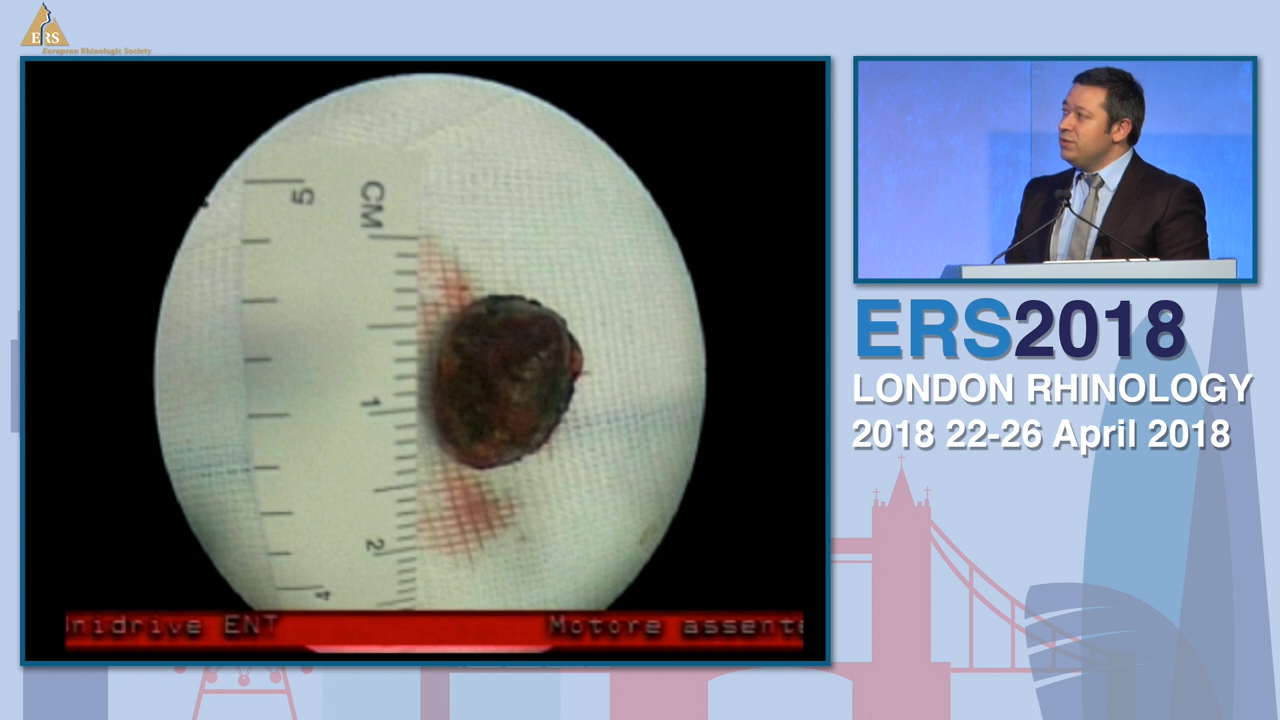 ERS
European Rhinologic Society
5
CM
1
2
4
Unidrive ENT
Motore assente
ERS2018
LONDON RHINOLOGY
2018 22-26 April 2018